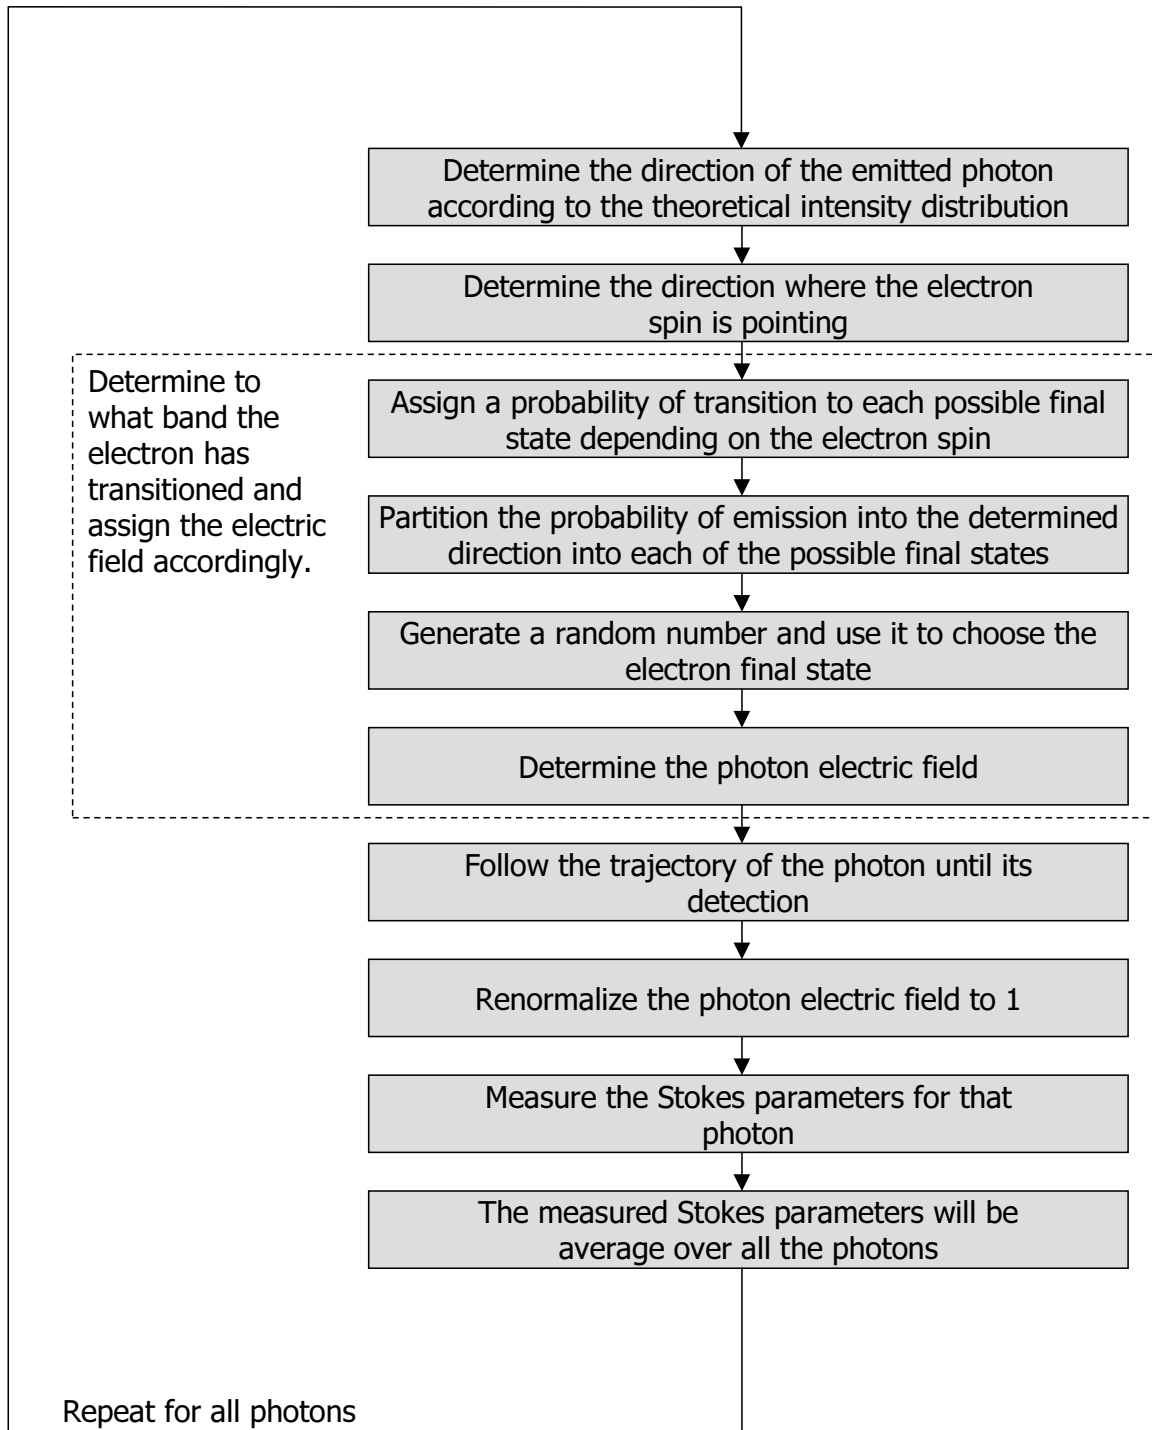 Determine the direction of the emitted photon
according to the theoretical intensity distribution
Determine the direction where the electron
spin is pointing
Determine to
what band the
electron has
transitioned and
assign the electric
field accordingly.
Assign a probability of transition to each possible final
state depending on the electron spin
Partition the probability of emission into the determined
direction into each of the possible final states
Generate a random number and use it to choose the
electron final state
Determine the photon electric field
Follow the trajectory of the photon until its
detection
Renormalize the photon electric field to 1
Measure the Stokes parameters for that
photon
The measured Stokes parameters will be
average over all the photons
Repeat for all photons